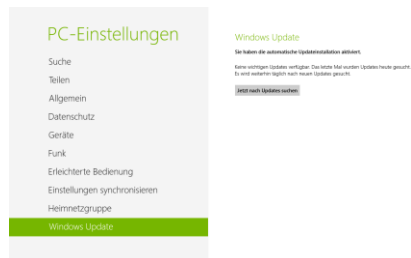 PC-Einstellungen
Suche
Teilen
Allgemein
Datenschutz
Geräte
Funk
Erleichterte Bedienung
Einstellungen synchronisieren
Heimnetzgruppe
Windows Update
Windows Update
Sie haben die automatische Updateinstallation aktiviert.
Keine wichtigen Updates verfügbar. Das letzte Mal wurden Updates heute gesucht.
Es wird weiterhin täglich nach neuen Updates gesucht.
Jetzt nach Updates suchen